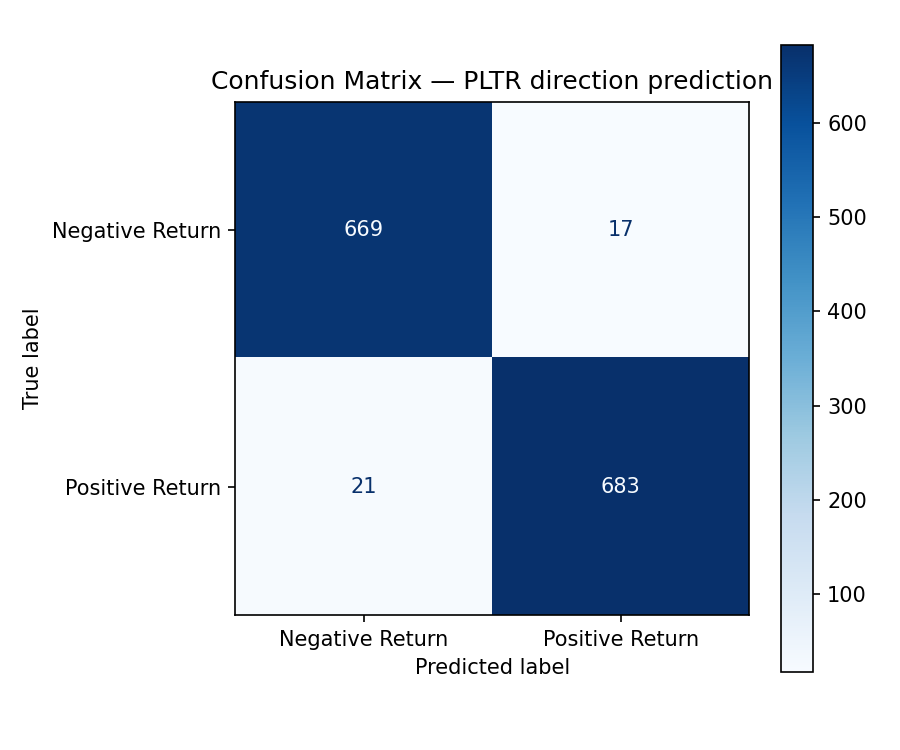 Confusion Matrix — PLTR direction prediction
True label
Negative Return
669
17
Positive Return
21
683
Negative Return
Positive Return
Predicted label
600
500
400
300
200
100